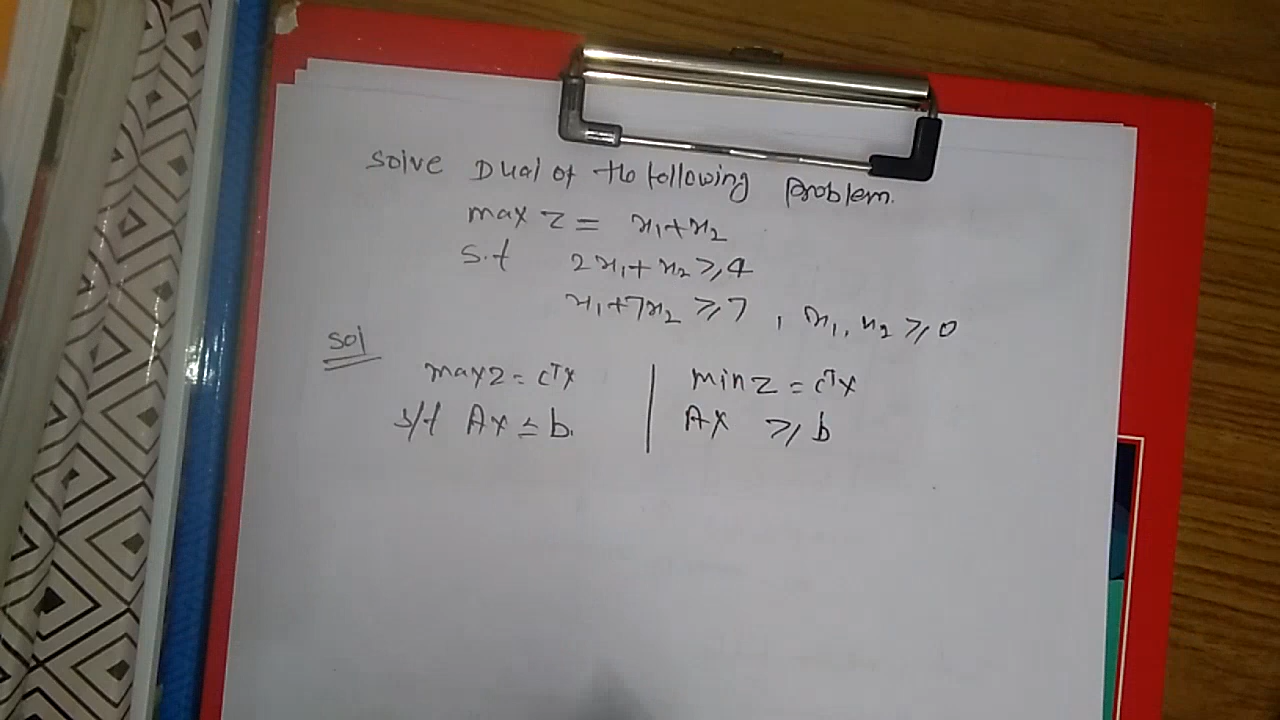 Solve Dual of the following Problem.
max z = x₁+x₂
s.t 2x₁+x₂ ≥ 4
x₁+7x₂ ≥ 7 , x₁, x₂ ≥ 0
Sol
max z = cᵀx | min z = cᵀx
s/t Ax ≤ b. | Ax ≥ b